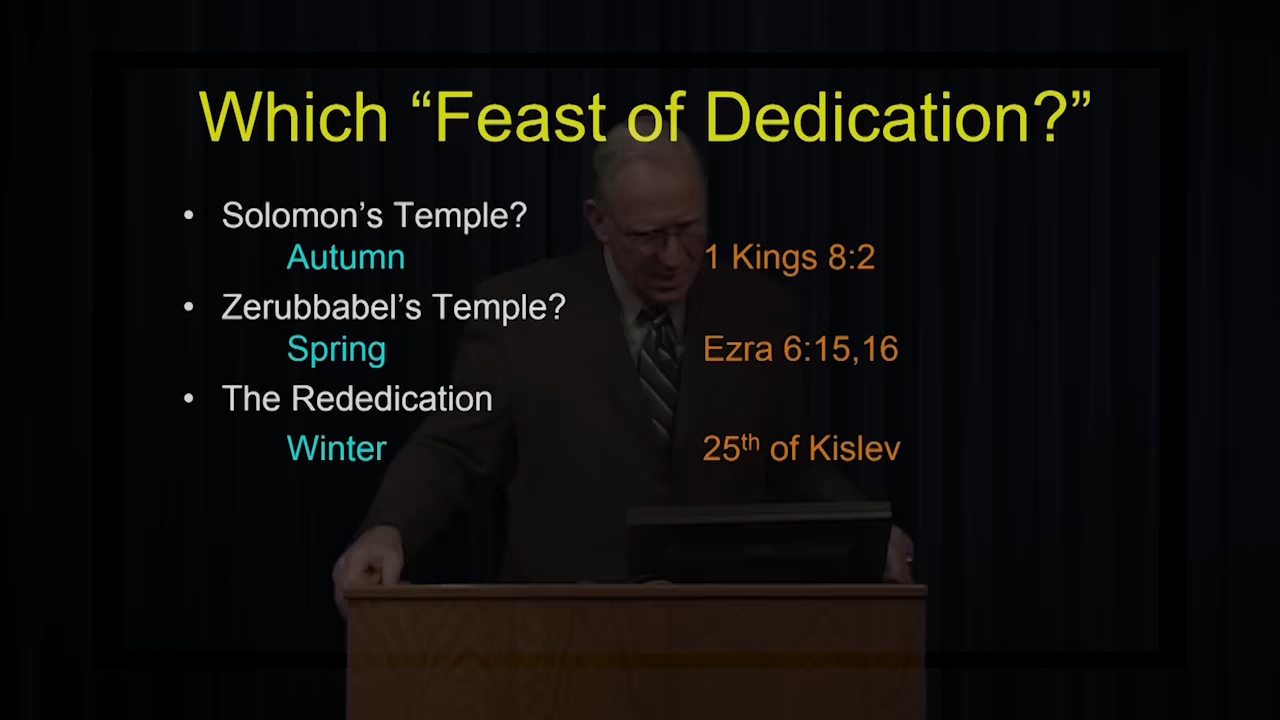 Which “Feast of Dedication?”
• Solomon’s Temple?
Autumn 1 Kings 8:2
• Zerubbabel’s Temple?
Spring Ezra 6:15,16
• The Rededication
Winter 25th of Kislev